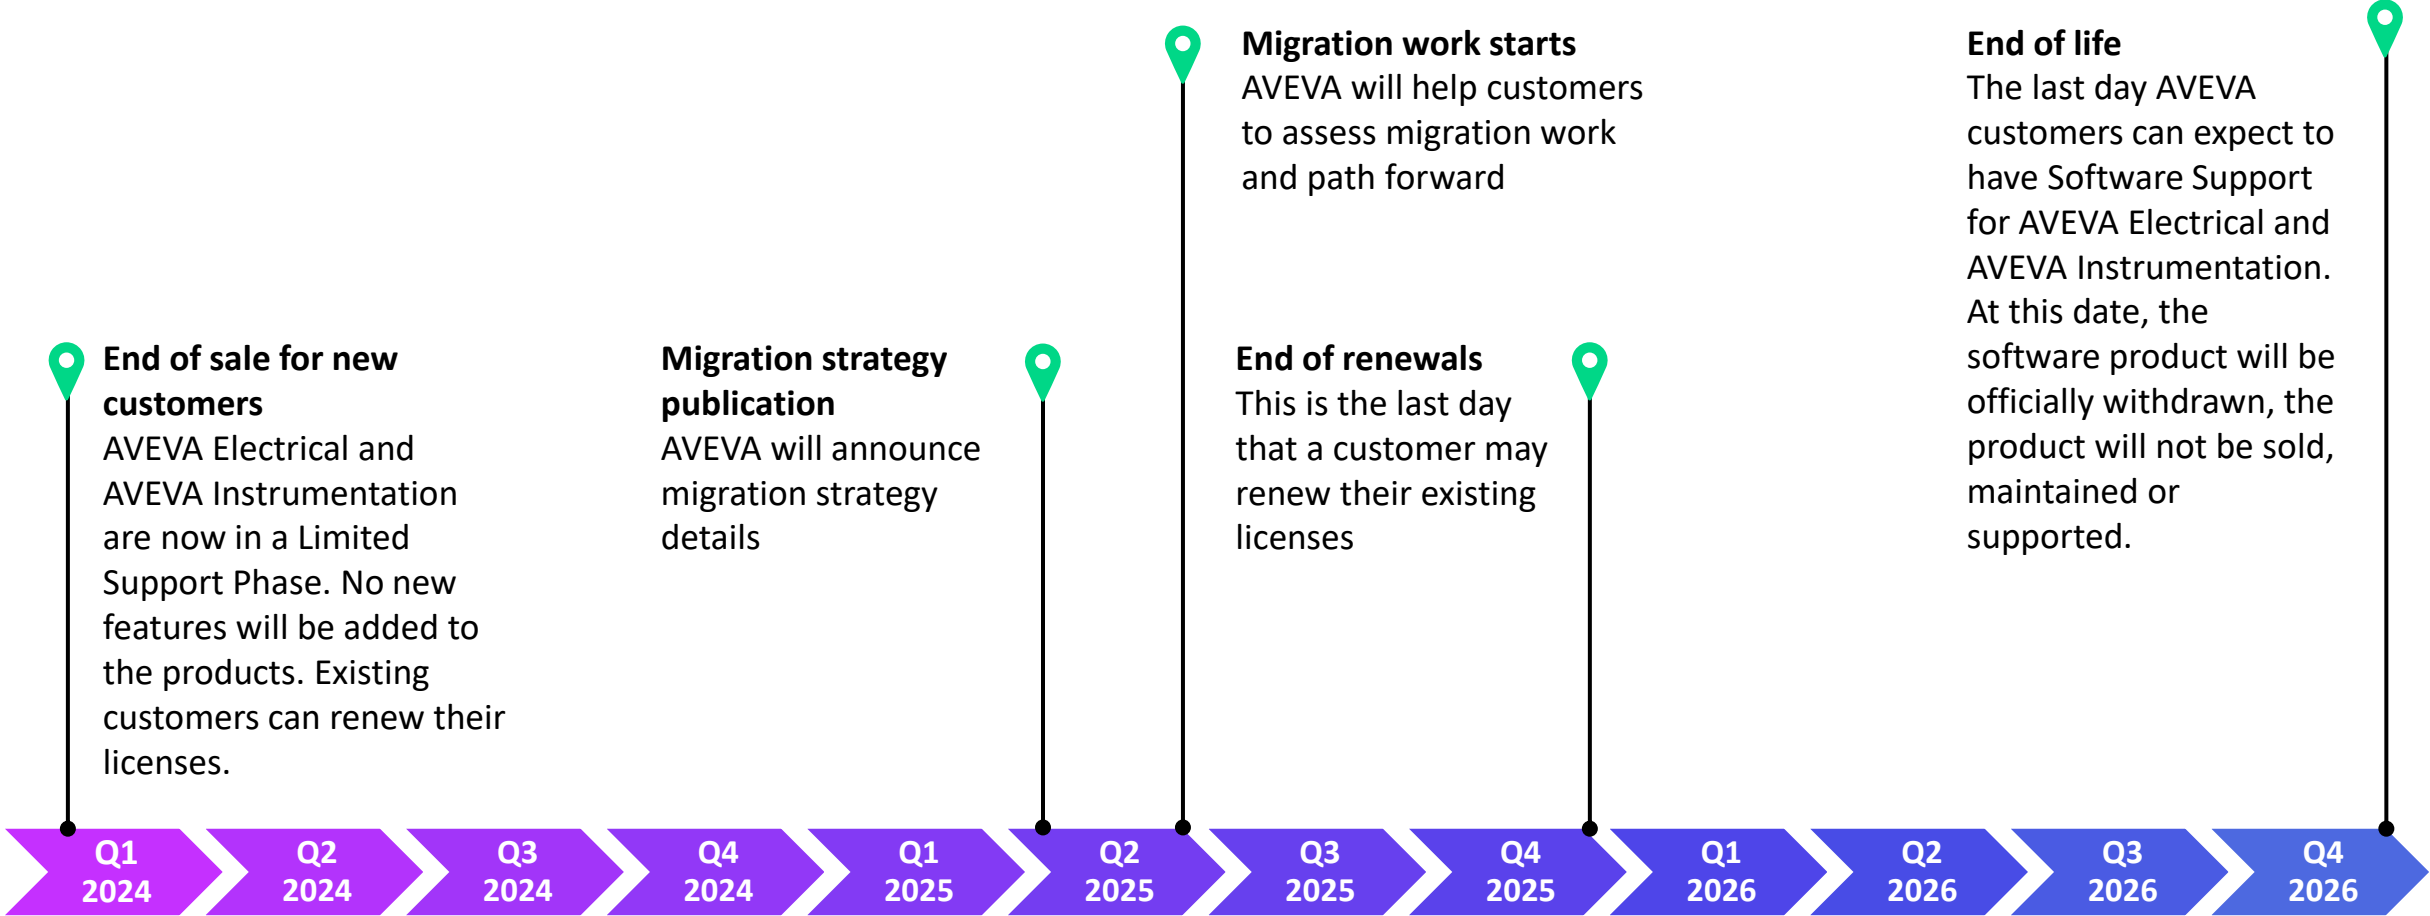 End of sale for new
customers
AVEVA Electrical and
AVEVA Instrumentation
are now in a Limited
Support Phase. No new
features will be added to
the products. Existing
customers can renew their
licenses.
Migration strategy
publication
AVEVA will announce
migration strategy
details
Migration work starts
AVEVA will help customers
to assess migration work
and path forward
End of renewals
This is the last day
that a customer may
renew their existing
licenses
End of life
The last day AVEVA
customers can expect to
have Software Support
for AVEVA Electrical and
AVEVA Instrumentation.
At this date, the
software product will be
officially withdrawn, the
product will not be sold,
maintained or
supported.
Q1
2024
Q2
2024
Q3
2024
Q4
2024
Q1
2025
Q2
2025
Q3
2025
Q4
2025
Q1
2026
Q2
2026
Q3
2026
Q4
2026